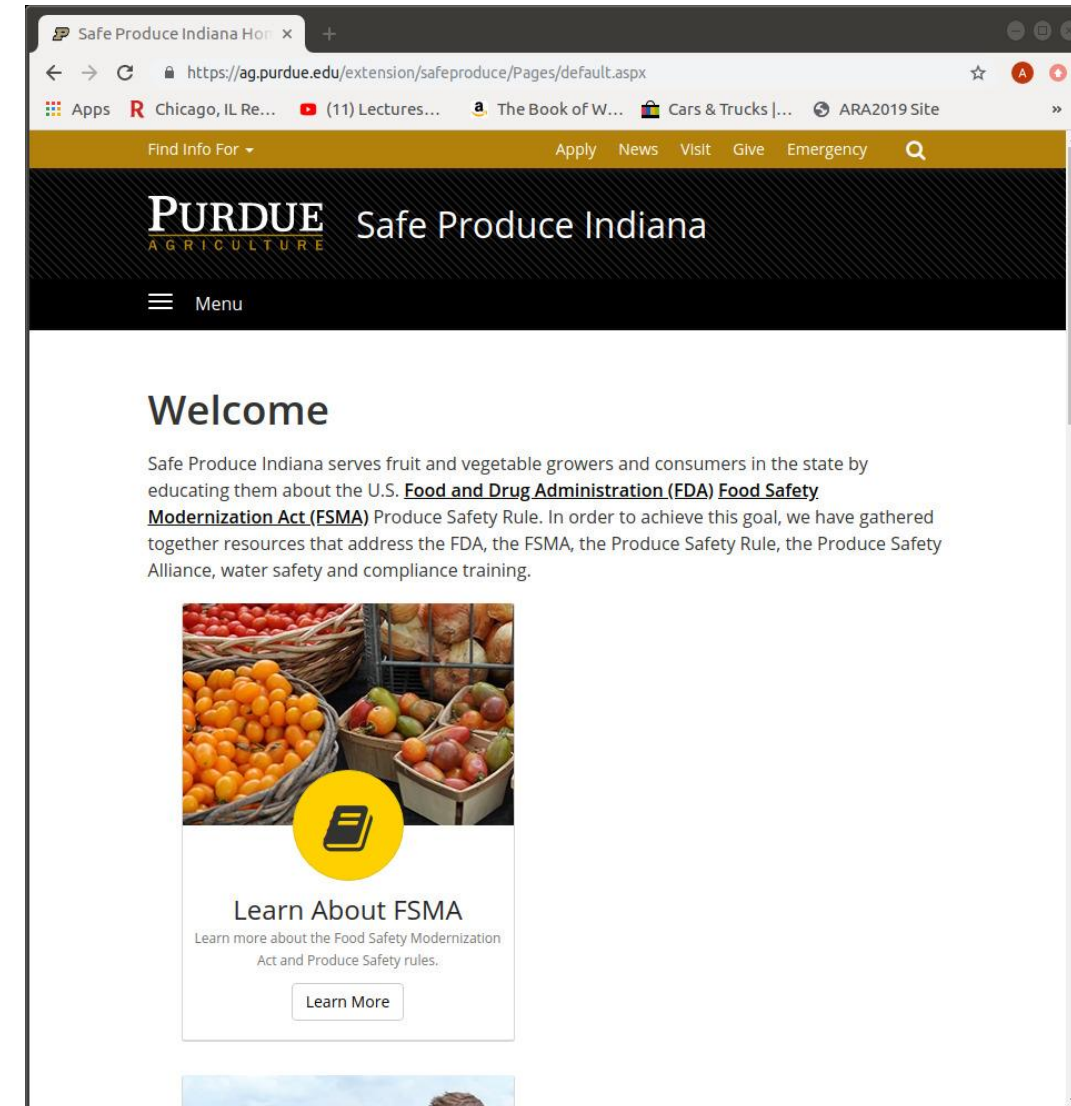 Safe Produce Indiana Hom
https://ag.purdue.edu/extension/safeproduce/Pages/default.aspx
A
Apps R Chicago, IL Re... (11) Lectures... a The Book of W... Cars & Trucks |... ARA2019 Site »
Find Info For Apply News Visit Give Emergency
PURDUE
AGRICULTURE
Safe Produce Indiana
Menu
Welcome
Safe Produce Indiana serves fruit and vegetable growers and consumers in the state by
educating them about the U.S. Food and Drug Administration (FDA) Food Safety
Modernization Act (FSMA) Produce Safety Rule. In order to achieve this goal, we have gathered
together resources that address the FDA, the FSMA, the Produce Safety Rule, the Produce Safety
Alliance, water safety and compliance training.
Learn About FSMA
Learn more about the Food Safety Modernization
Act and Produce Safety rules.
Learn More